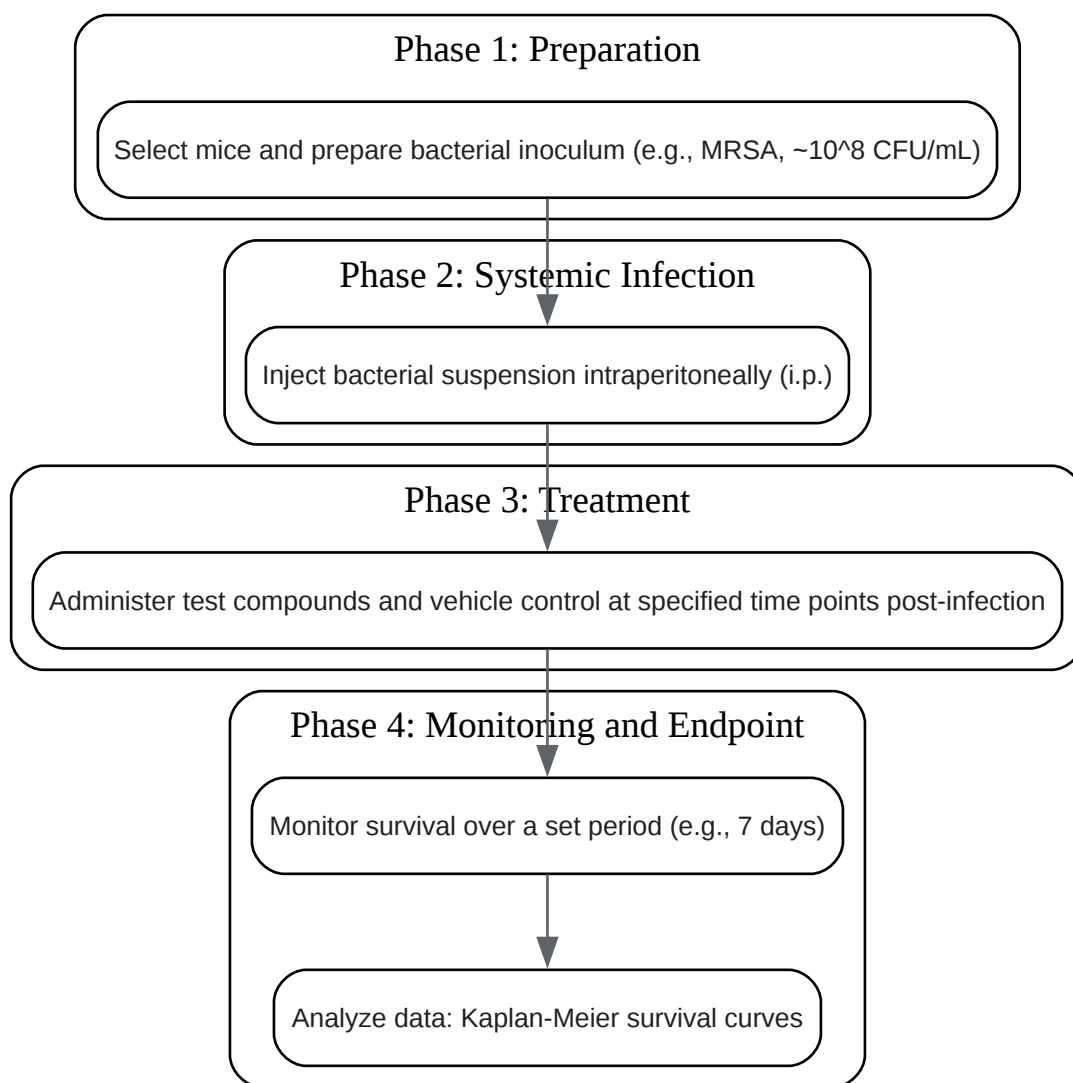 Phase 1: Preparation
Select mice and prepare bacterial inoculum (e.g., MRSA, ~10^8 CFU/mL)
Phase 2: Systemic Infection
Inject bacterial suspension intraperitoneally (i.p.)
Phase 3: Treatment
Administer test compounds and vehicle control at specified time points post-infection
Phase 4: Monitoring and Endpoint
Monitor survival over a set period (e.g., 7 days)
Analyze data: Kaplan-Meier survival curves